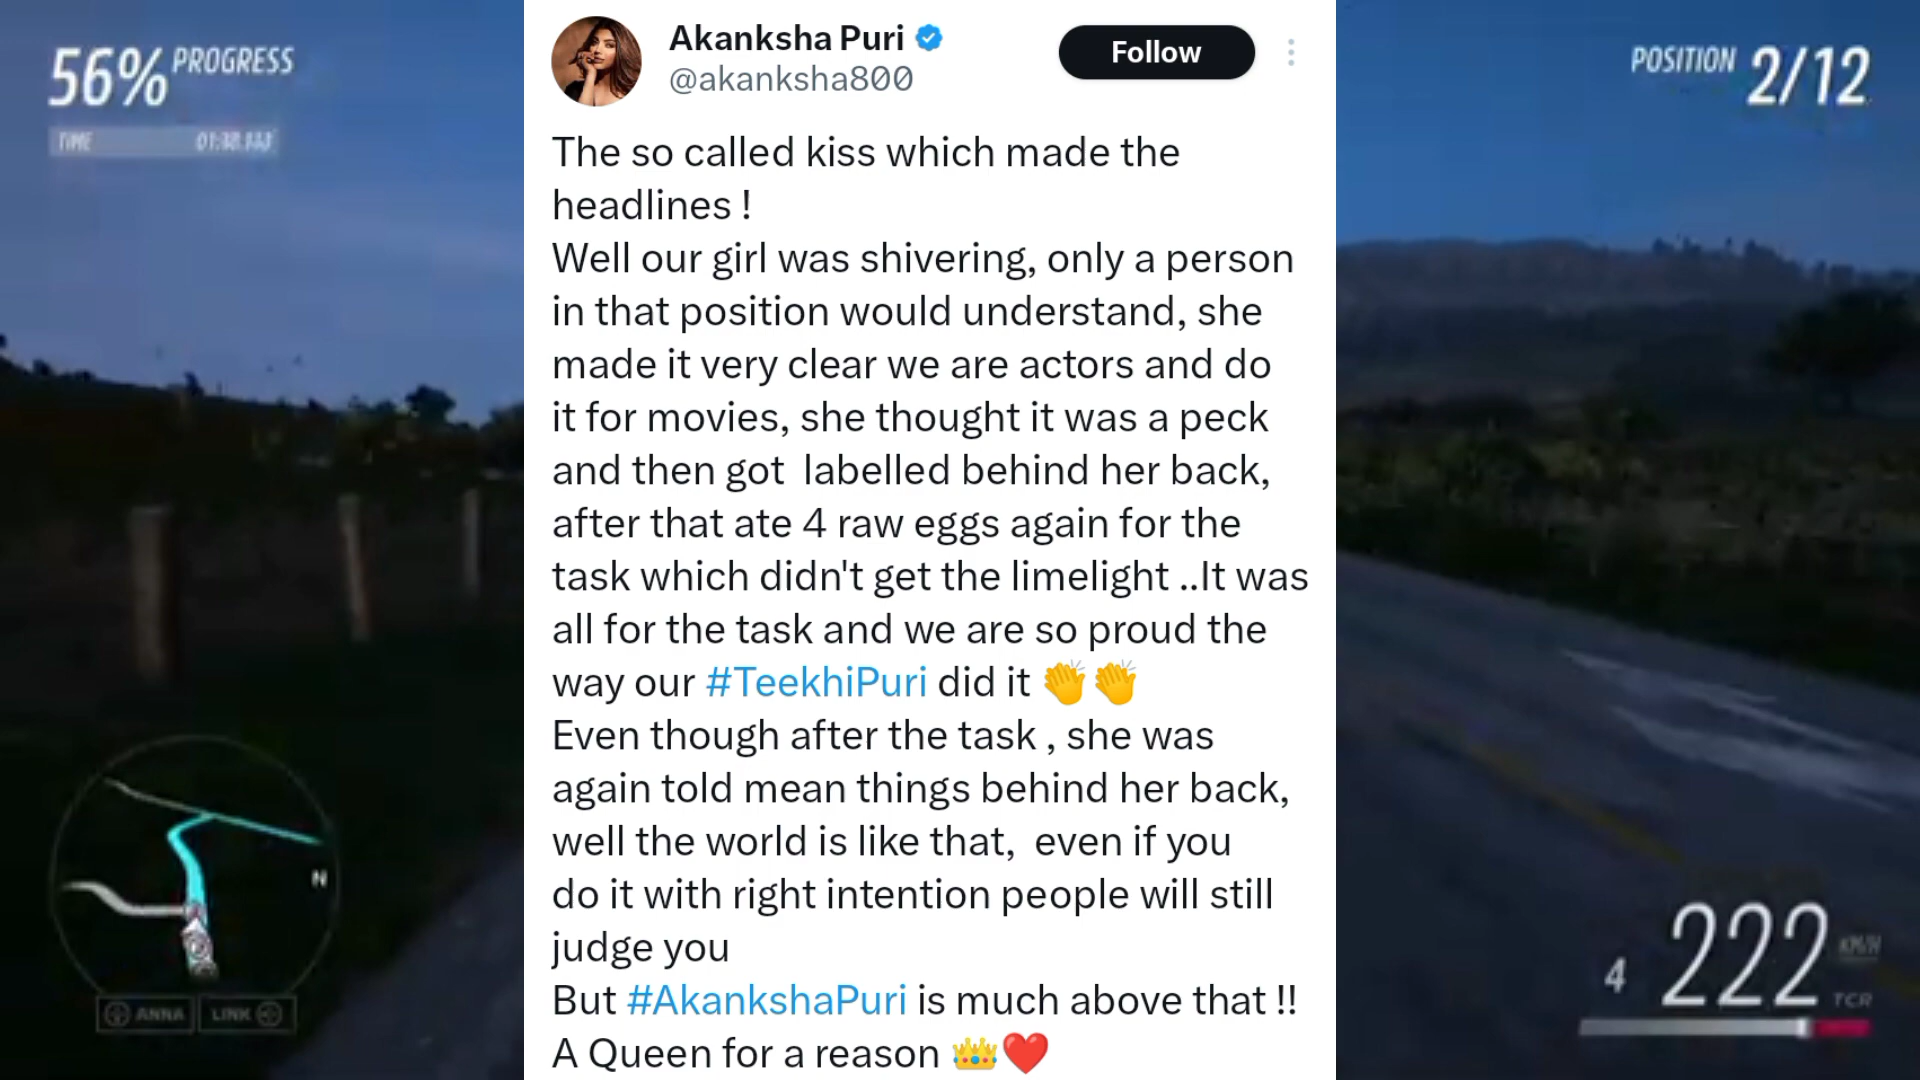 56% PROGRESS
TIME
POSITION 2/12
Akanksha Puri
@akanksha800
Follow
The so called kiss which made the
headlines !
Well our girl was shivering, only a person
in that position would understand, she
made it very clear we are actors and do
it for movies, she thought it was a peck
and then got  labelled behind her back,
after that ate 4 raw eggs again for the
task which didn't get the limelight ..It was
all for the task and we are so proud the
way our #TeekhiPuri did it 👏👏
Even though after the task , she was
again told mean things behind her back,
well the world is like that,  even if you
do it with right intention people will still
judge you
But #AkankshaPuri is much above that !!
A Queen for a reason 👑❤️
N
ANNA
LINK
4 222 KM/H
TCR